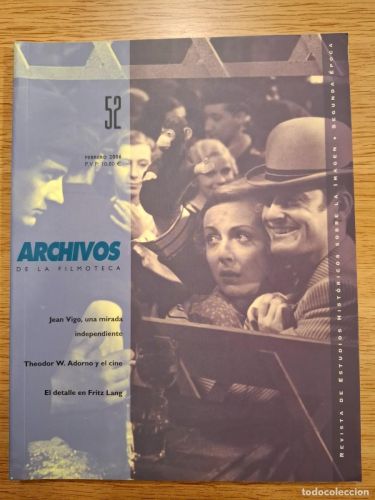 52
FEBRERO 2006
P.V.P. 10,00 €
ARCHIVOS
DE LA FILMOTECA
Jean Vigo, una mirada
independiente
Theodor W. Adorno y el cine
El detalle en Fritz Lang
REVISTA DE ESTUDIOS HISTÓRICOS SOBRE LA IMAGEN • SEGUNDA ÉPOCA
todocoleccion